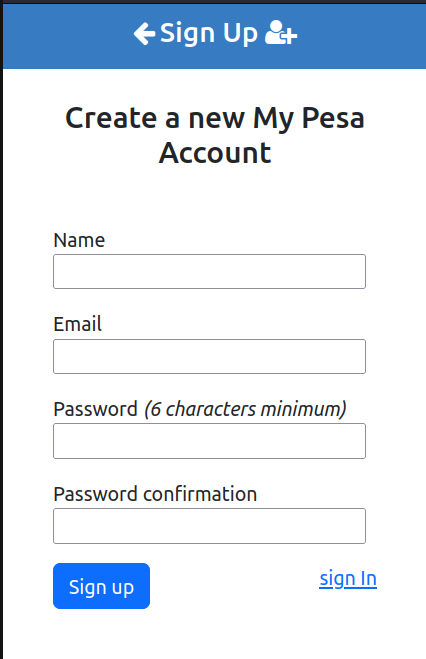 Sign Up
Create a new My Pesa
Account
Name
Email
Password (6 characters minimum)
Password confirmation
Sign up
sign In